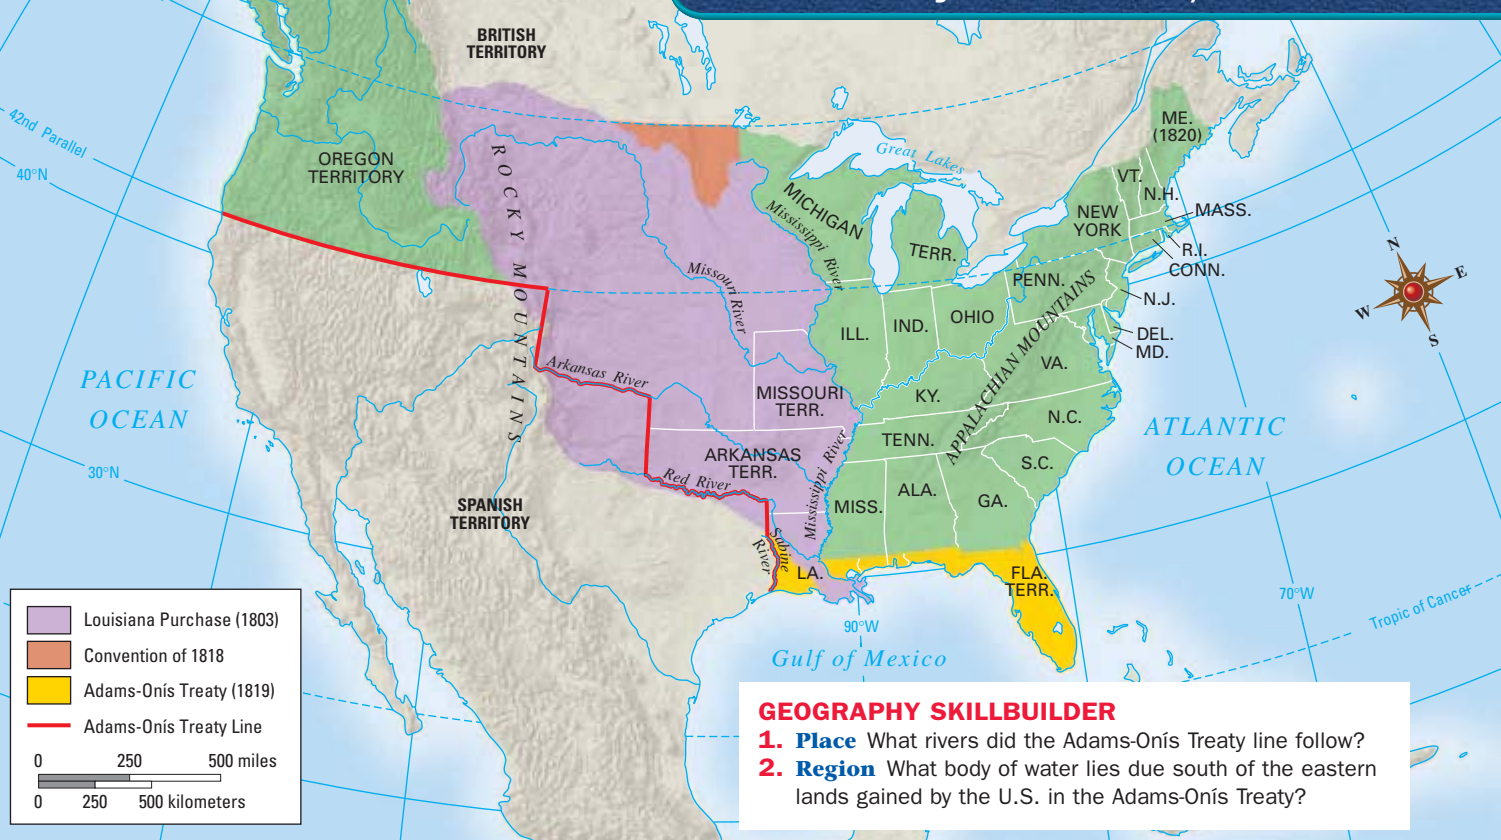 BRITISH
TERRITORY
42nd Parallel
40°N
30°N
OREGON
TERRITORY
ROCKY MOUNTAINS
Missouri River
Great Lakes
MICHIGAN
TERR.
Mississippi River
ME.
(1820)
VT.
N.H.
NEW
YORK
MASS.
R.I.
CONN.
PENN.
N.J.
DEL.
MD.
ILL.
IND.
OHIO
APPALACHIAN MOUNTAINS
VA.
KY.
N.C.
TENN.
S.C.
MISSOURI
TERR.
ARKANSAS
TERR.
Arkansas River
Red River
Mississippi River
MISS.
ALA.
GA.
Sabine
River
LA.
FLA.
TERR.
SPANISH
TERRITORY
PACIFIC
OCEAN
ATLANTIC
OCEAN
N
E
W
S
70°W
Tropic of Cancer
90°W
Gulf of Mexico
Louisiana Purchase (1803)
Convention of 1818
Adams-Onís Treaty (1819)
Adams-Onís Treaty Line
0 250 500 miles
0 250 500 kilometers
GEOGRAPHY SKILLBUILDER
1. Place What rivers did the Adams-Onís Treaty line follow?
2. Region What body of water lies due south of the eastern
lands gained by the U.S. in the Adams-Onís Treaty?